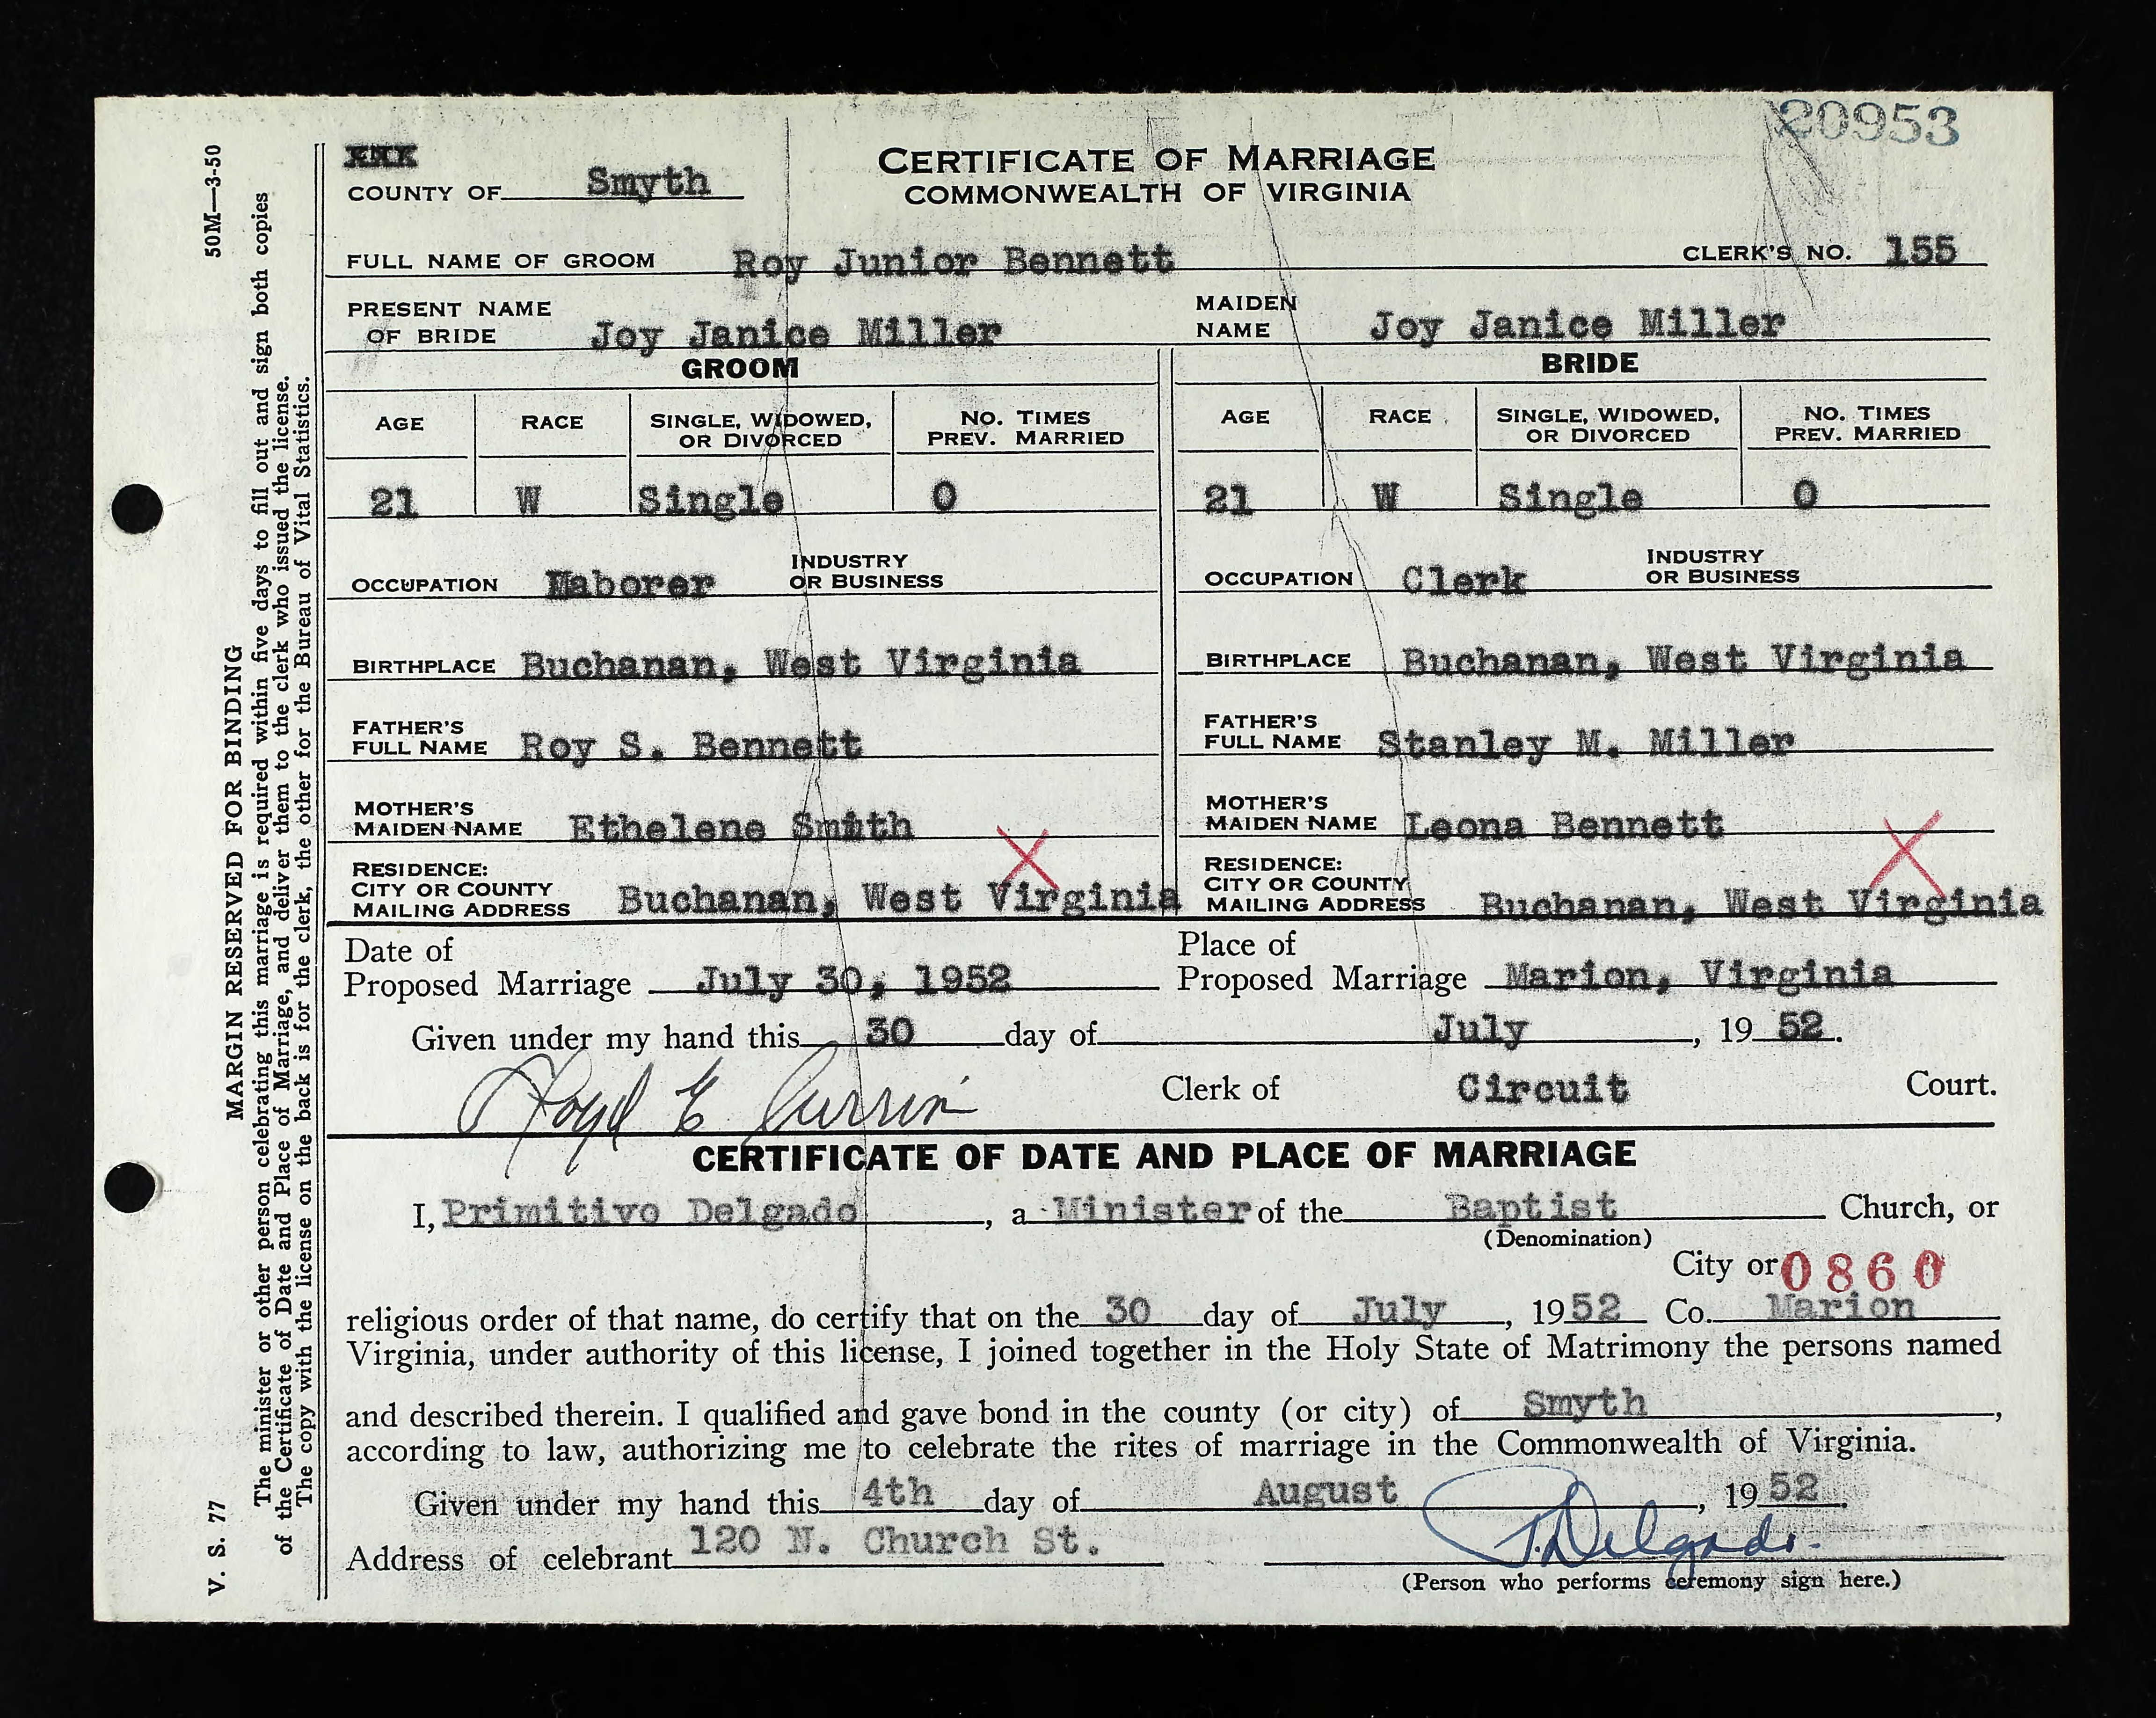 20953
50M—3-50
MARGIN RESERVED FOR BINDING
The minister or other person celebrating this marriage is required within five days to fill out and sign both copies
of the Certificate of Date and Place of Marriage, and deliver them to the clerk who issued the license.
The copy with the license on the back is for the clerk, the other for the Bureau of Vital Statistics.
V. S. 77
CERTIFICATE OF MARRIAGE
COUNTY OF Smyth
COMMONWEALTH OF VIRGINIA
FULL NAME OF GROOM Roy Junior Bennett CLERK'S NO. 155
PRESENT NAME OF BRIDE Joy Janice Miller MAIDEN NAME Joy Janice Miller
GROOM BRIDE
AGE RACE SINGLE, WIDOWED, OR DIVORCED NO. TIMES PREV. MARRIED AGE RACE SINGLE, WIDOWED, OR DIVORCED NO. TIMES PREV. MARRIED
21 W Single 0 21 W Single 0
OCCUPATION Laborer INDUSTRY OR BUSINESS OCCUPATION Clerk INDUSTRY OR BUSINESS
BIRTHPLACE Buchanan, West Virginia BIRTHPLACE Buchanan, West Virginia
FATHER'S FULL NAME Roy S. Bennett FATHER'S FULL NAME Stanley M. Miller
MOTHER'S MAIDEN NAME Ethelene Smith MOTHER'S MAIDEN NAME Leona Bennett
RESIDENCE: CITY OR COUNTY MAILING ADDRESS Buchanan, West Virginia RESIDENCE: CITY OR COUNTY MAILING ADDRESS Buchanan, West Virginia
Date of Proposed Marriage July 30, 1952 Place of Proposed Marriage Marion, Virginia
Given under my hand this 30 day of July, 19 52.
Lloyd E Currin Clerk of Circuit Court.
CERTIFICATE OF DATE AND PLACE OF MARRIAGE
I, Primitivo Delgado, a Minister of the Baptist Church, or
(Denomination)
City or 0860
religious order of that name, do certify that on the 30 day of July, 1952 Co. Marion
Virginia, under authority of this license, I joined together in the Holy State of Matrimony the persons named
and described therein. I qualified and gave bond in the county (or city) of Smyth,
according to law, authorizing me to celebrate the rites of marriage in the Commonwealth of Virginia.
Given under my hand this 4th day of August, 19 52.
Address of celebrant 120 N. Church St. P. Delgado.
(Person who performs ceremony sign here.)